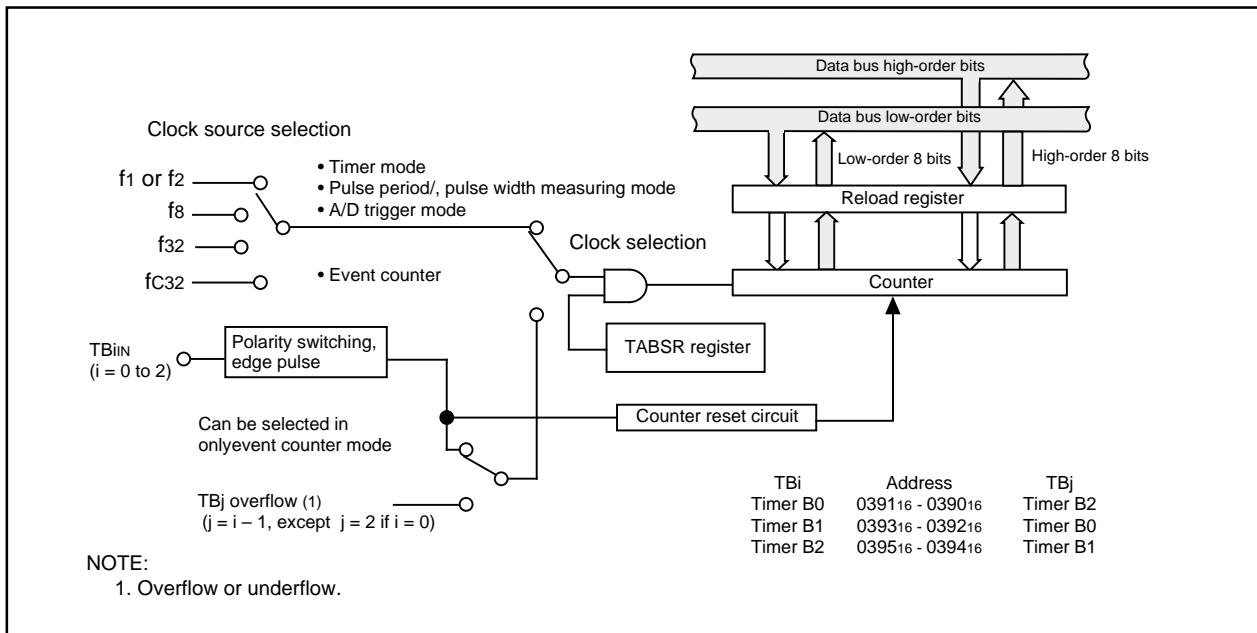 Data bus high-order bits
Data bus low-order bits
Clock source selection
• Timer mode
• Pulse period/, pulse width measuring mode
• A/D trigger mode
Low-order 8 bits
High-order 8 bits
f1 or f2
f8
f32
fC32
Reload register
Clock selection
• Event counter
Counter
TBiIN
(i = 0 to 2)
Polarity switching,
edge pulse
TABSR register
Can be selected in
onlyevent counter mode
Counter reset circuit
TBj overflow (1)
(j = i – 1, except j = 2 if i = 0)
TBi Address TBj
Timer B0 039116 - 039016 Timer B2
Timer B1 039316 - 039216 Timer B0
Timer B2 039516 - 039416 Timer B1
NOTE:
1. Overflow or underflow.